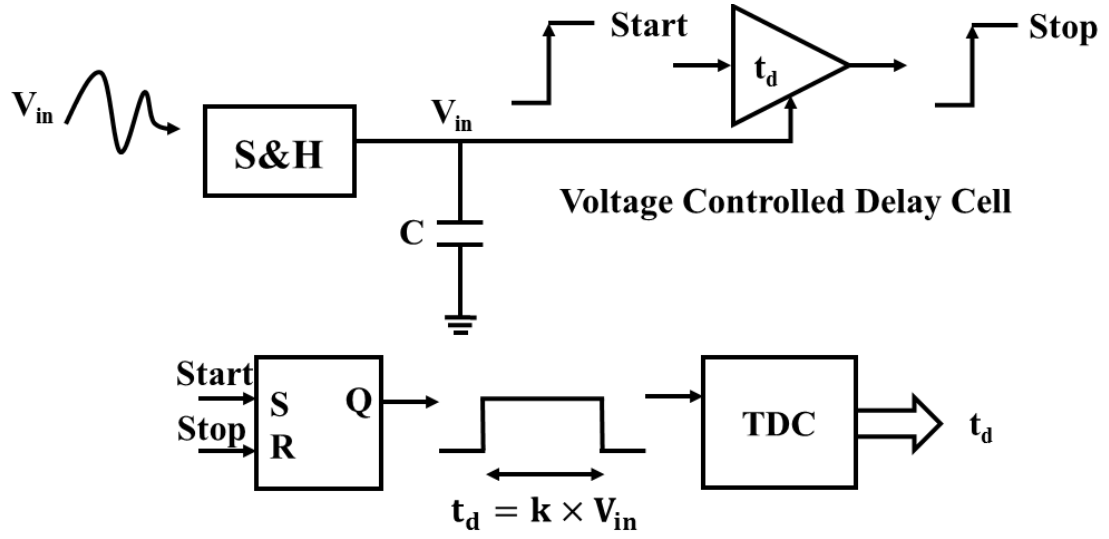 Start
Stop
V_in
t_d
V_in
S&H
Voltage Controlled Delay Cell
C
Start
S
Q
Stop
R
TDC
t_d
t_d = k × V_in